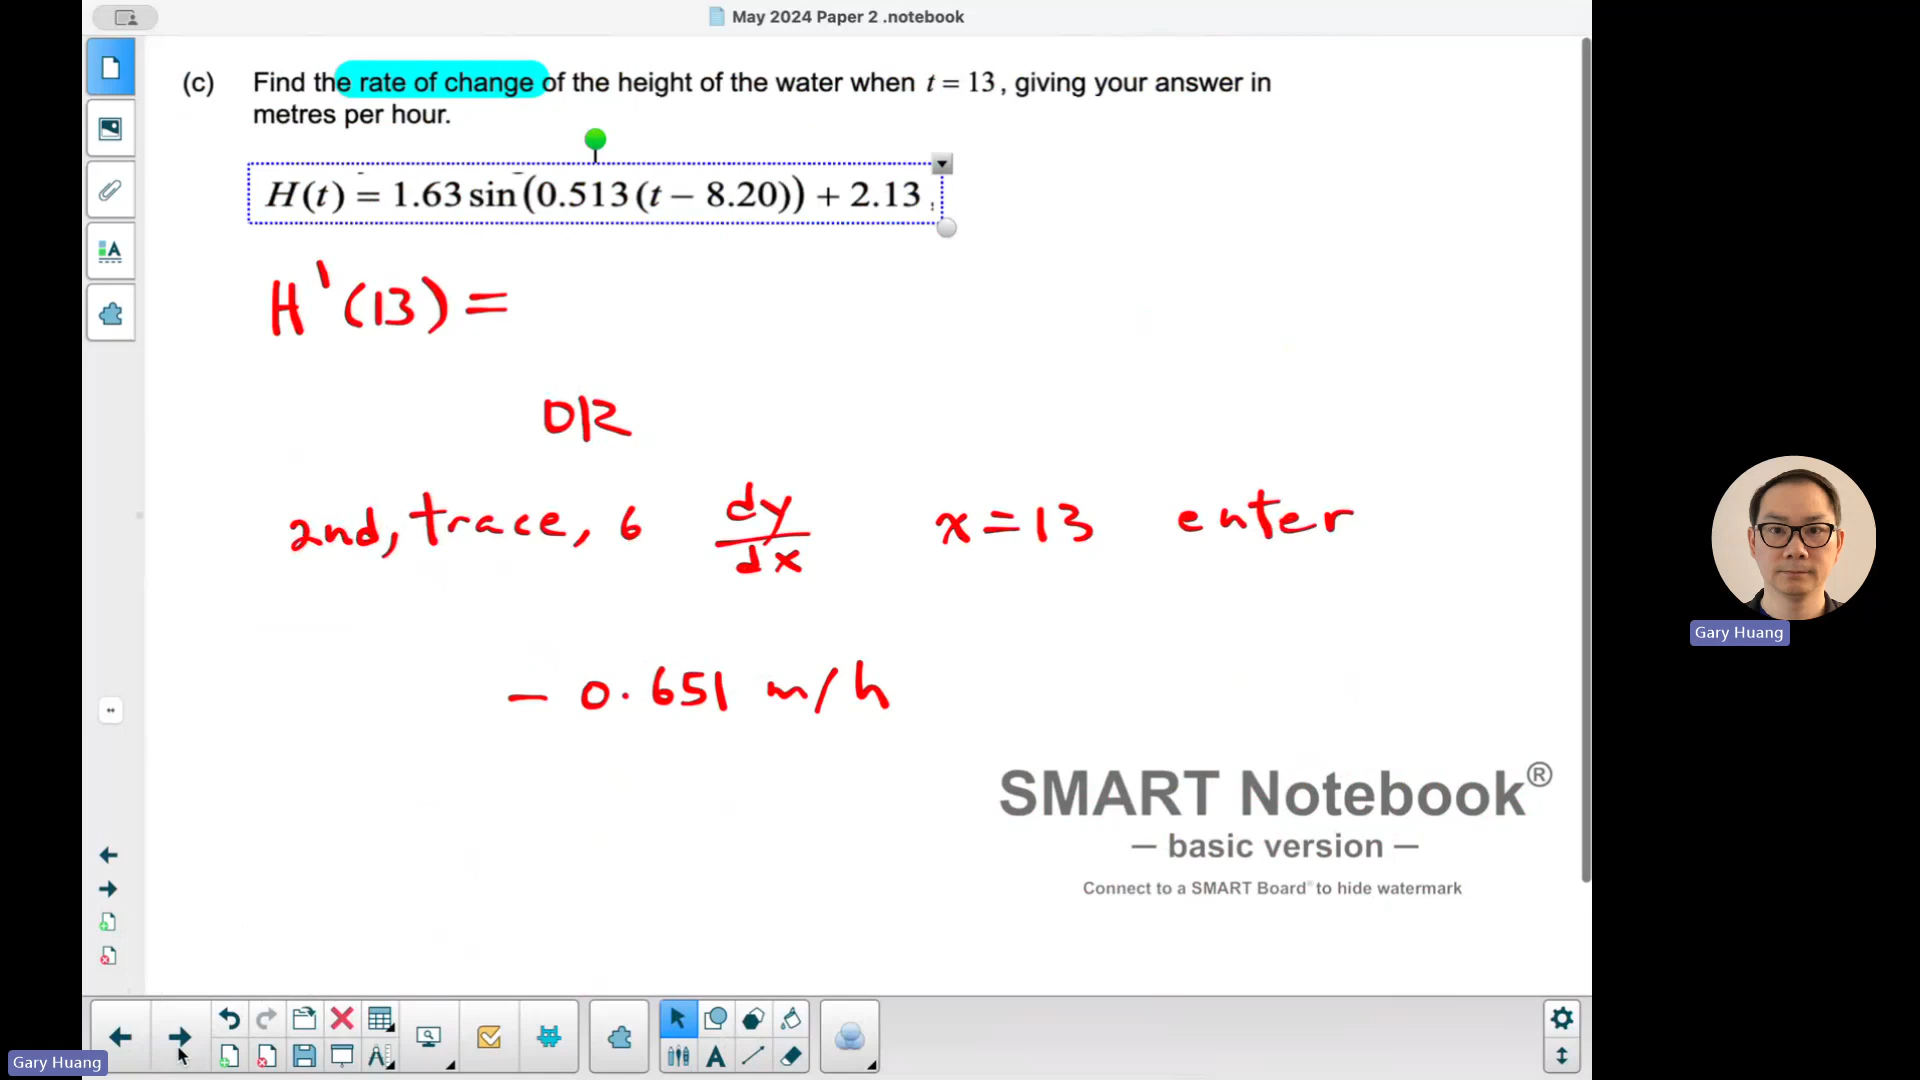 May 2024 Paper 2 .notebook
(c) Find the rate of change of the height of the water when t = 13, giving your answer in
metres per hour.
H(t) = 1.63 sin(0.513(t − 8.20)) + 2.13 ,
H'(13) =
OR
2nd, trace, 6 dy/dx x = 13 enter
− 0.651 m/h
SMART Notebook®
— basic version —
Connect to a SMART Board® to hide watermark
Gary Huang
Gary Huang